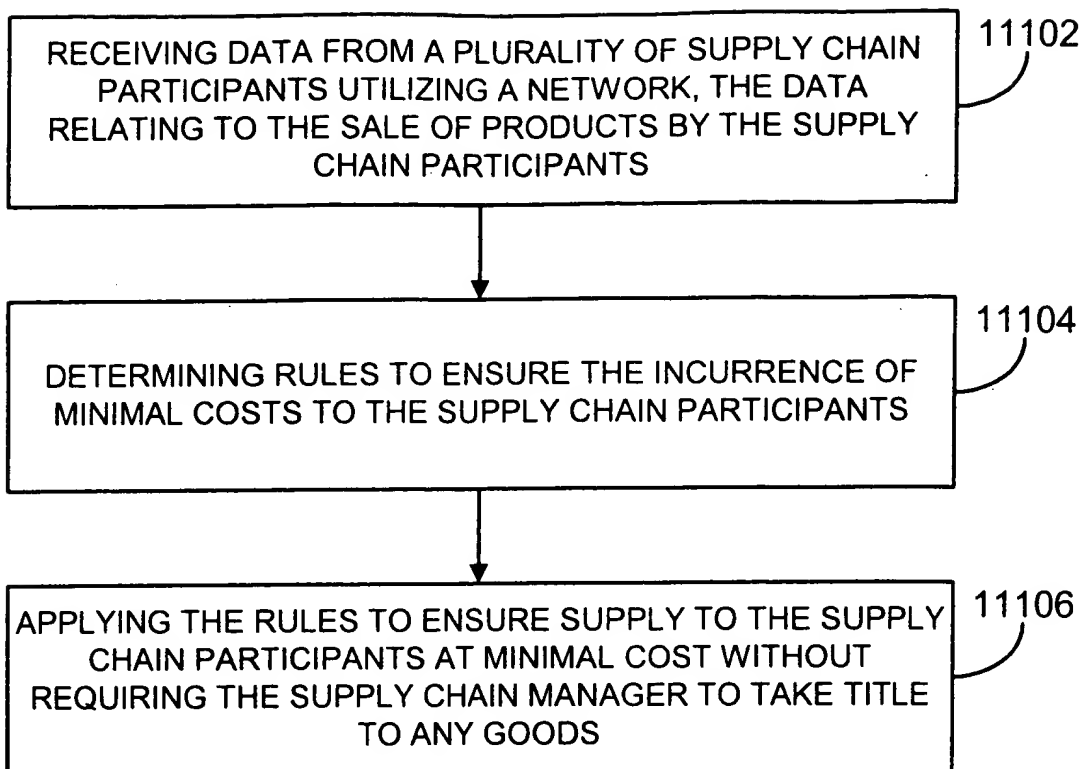 RECEIVING DATA FROM A PLURALITY OF SUPPLY CHAIN
PARTICIPANTS UTILIZING A NETWORK, THE DATA
RELATING TO THE SALE OF PRODUCTS BY THE SUPPLY
CHAIN PARTICIPANTS
11102
DETERMINING RULES TO ENSURE THE INCURRENCE OF
MINIMAL COSTS TO THE SUPPLY CHAIN PARTICIPANTS
11104
APPLYING THE RULES TO ENSURE SUPPLY TO THE SUPPLY
CHAIN PARTICIPANTS AT MINIMAL COST WITHOUT
REQUIRING THE SUPPLY CHAIN MANAGER TO TAKE TITLE
TO ANY GOODS
11106